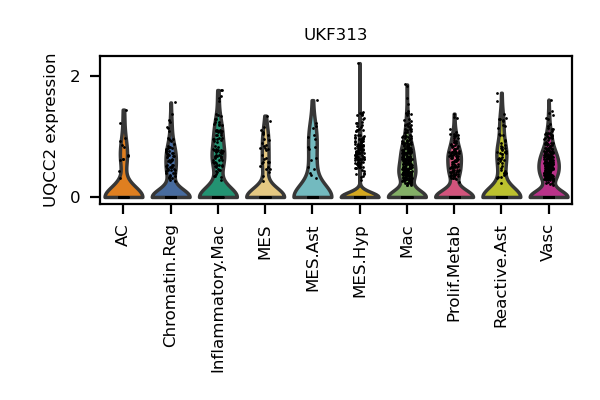 UKF313
UQCC2 expression
2
0
AC
Chromatin.Reg
Inflammatory.Mac
MES
MES.Ast
MES.Hyp
Mac
Prolif.Metab
Reactive.Ast
Vasc